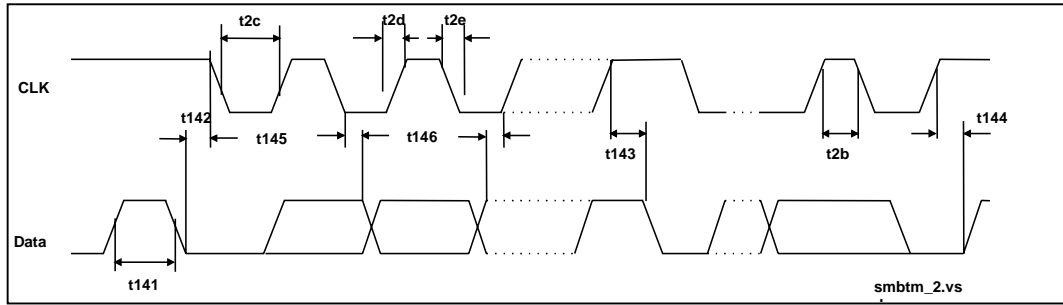 t2c
t2d
t2e
CLK
t142
t145
t146
t143
t2b
t144
Data
t141
smbtm_2.vs